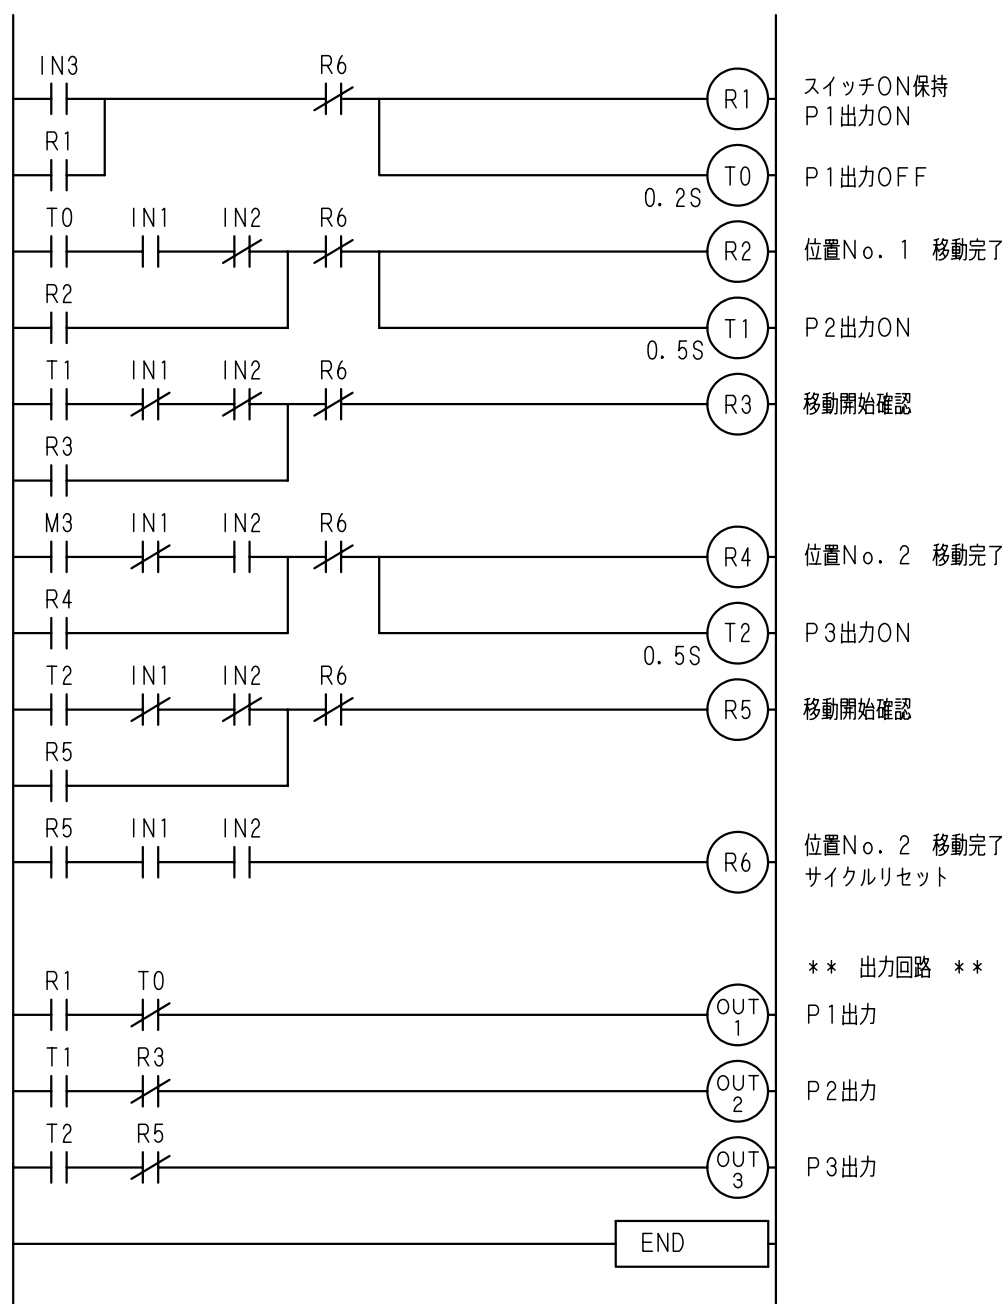 IN3
R6
R1
スイッチON保持
P1出力ON
R1
T0
0.2S
P1出力OFF
T0
IN1
IN2
R6
R2
位置No.1 移動完了
R2
T1
0.5S
P2出力ON
T1
IN1
IN2
R6
R3
移動開始確認
R3
M3
IN1
IN2
R6
R4
位置No.2 移動完了
R4
T2
0.5S
P3出力ON
T2
IN1
IN2
R6
R5
移動開始確認
R5
R5
IN1
IN2
R6
位置No.2 移動完了
サイクルリセット
** 出力回路 **
R1
T0
OUT
1
P1出力
T1
R3
OUT
2
P2出力
T2
R5
OUT
3
P3出力
END